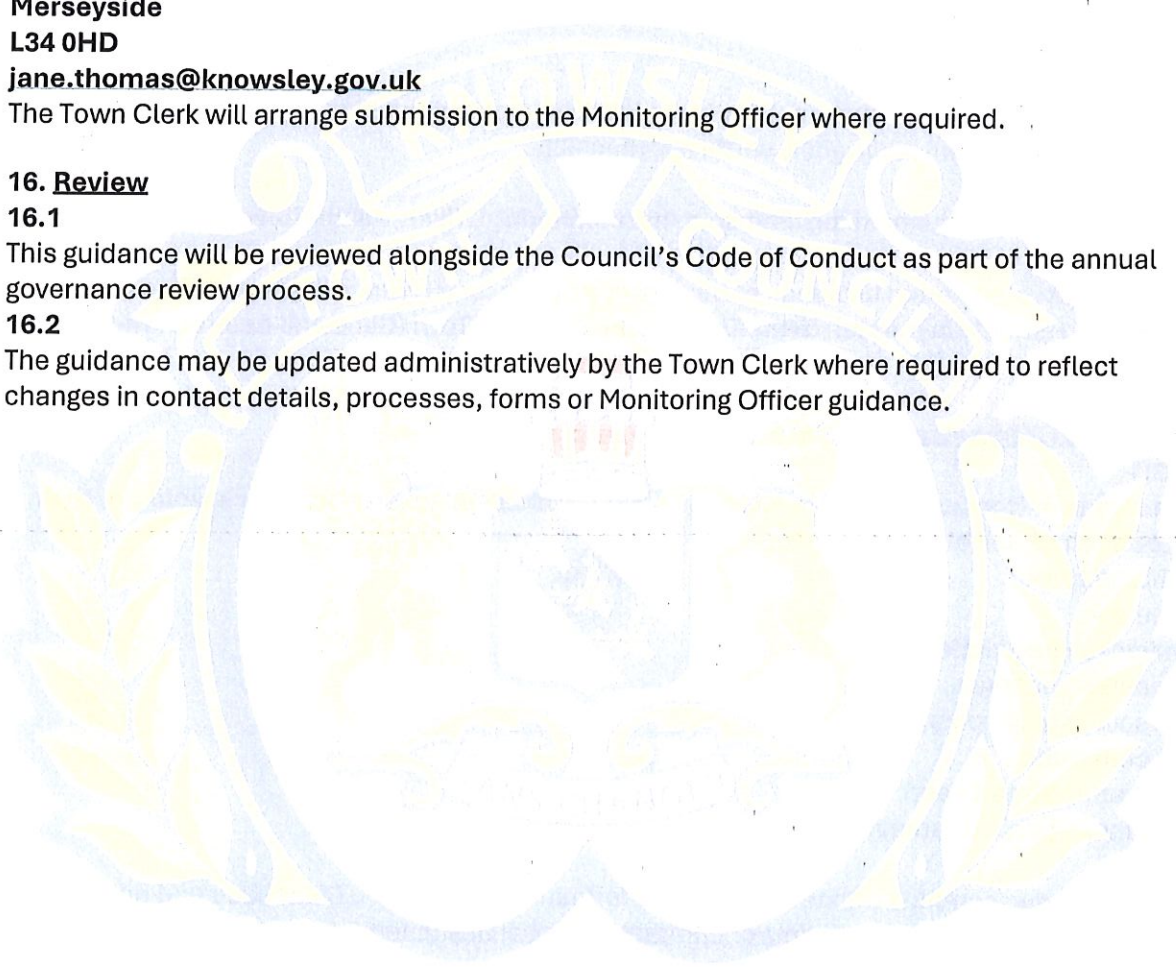 Merseyside
L34 0HD
jane.thomas@knowsley.gov.uk
The Town Clerk will arrange submission to the Monitoring Officer where required.
16. Review
16.1
This guidance will be reviewed alongside the Council's Code of Conduct as part of the annual
governance review process.
16.2
The guidance may be updated administratively by the Town Clerk where required to reflect
changes in contact details, processes, forms or Monitoring Officer guidance.
KNOWSLEY
TOWN COUNCIL